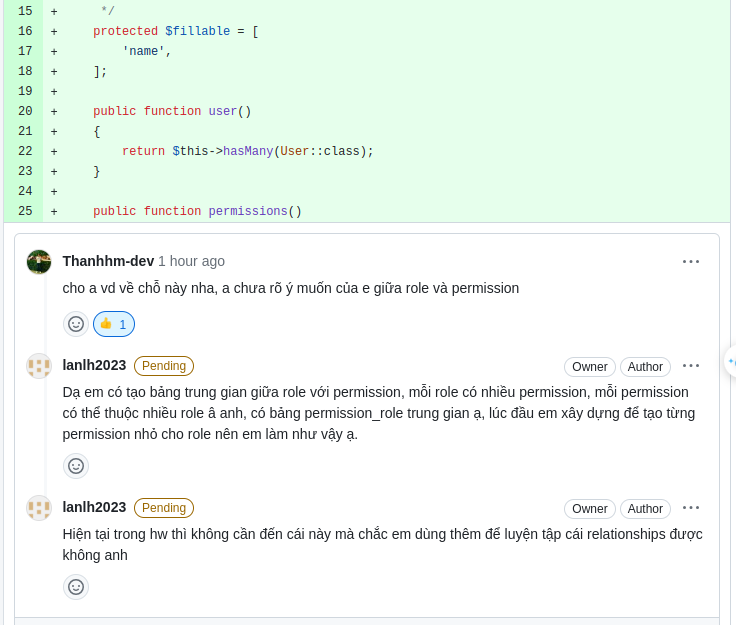 15 + */
16 + protected $fillable = [
17 + 'name',
18 + ];
19 +
20 + public function user()
21 + {
22 + return $this->hasMany(User::class);
23 + }
24 +
25 + public function permissions()
Thanhhm-dev 1 hour ago
cho a vd về chỗ này nha, a chưa rõ ý muốn của e giữa role và permission
👍 1
lanlh2023 Pending Owner Author
Dạ em có tạo bảng trung gian giữa role với permission, mỗi role có nhiều permission, mỗi permission
có thể thuộc nhiều role â anh, có bảng permission_role trung gian ạ, lúc đầu em xây dựng để tạo từng
permission nhỏ cho role nên em làm như vậy ạ.
lanlh2023 Pending Owner Author
Hiện tại trong hw thì không cần đến cái này mà chắc em dùng thêm để luyện tập cái relationships được
không anh